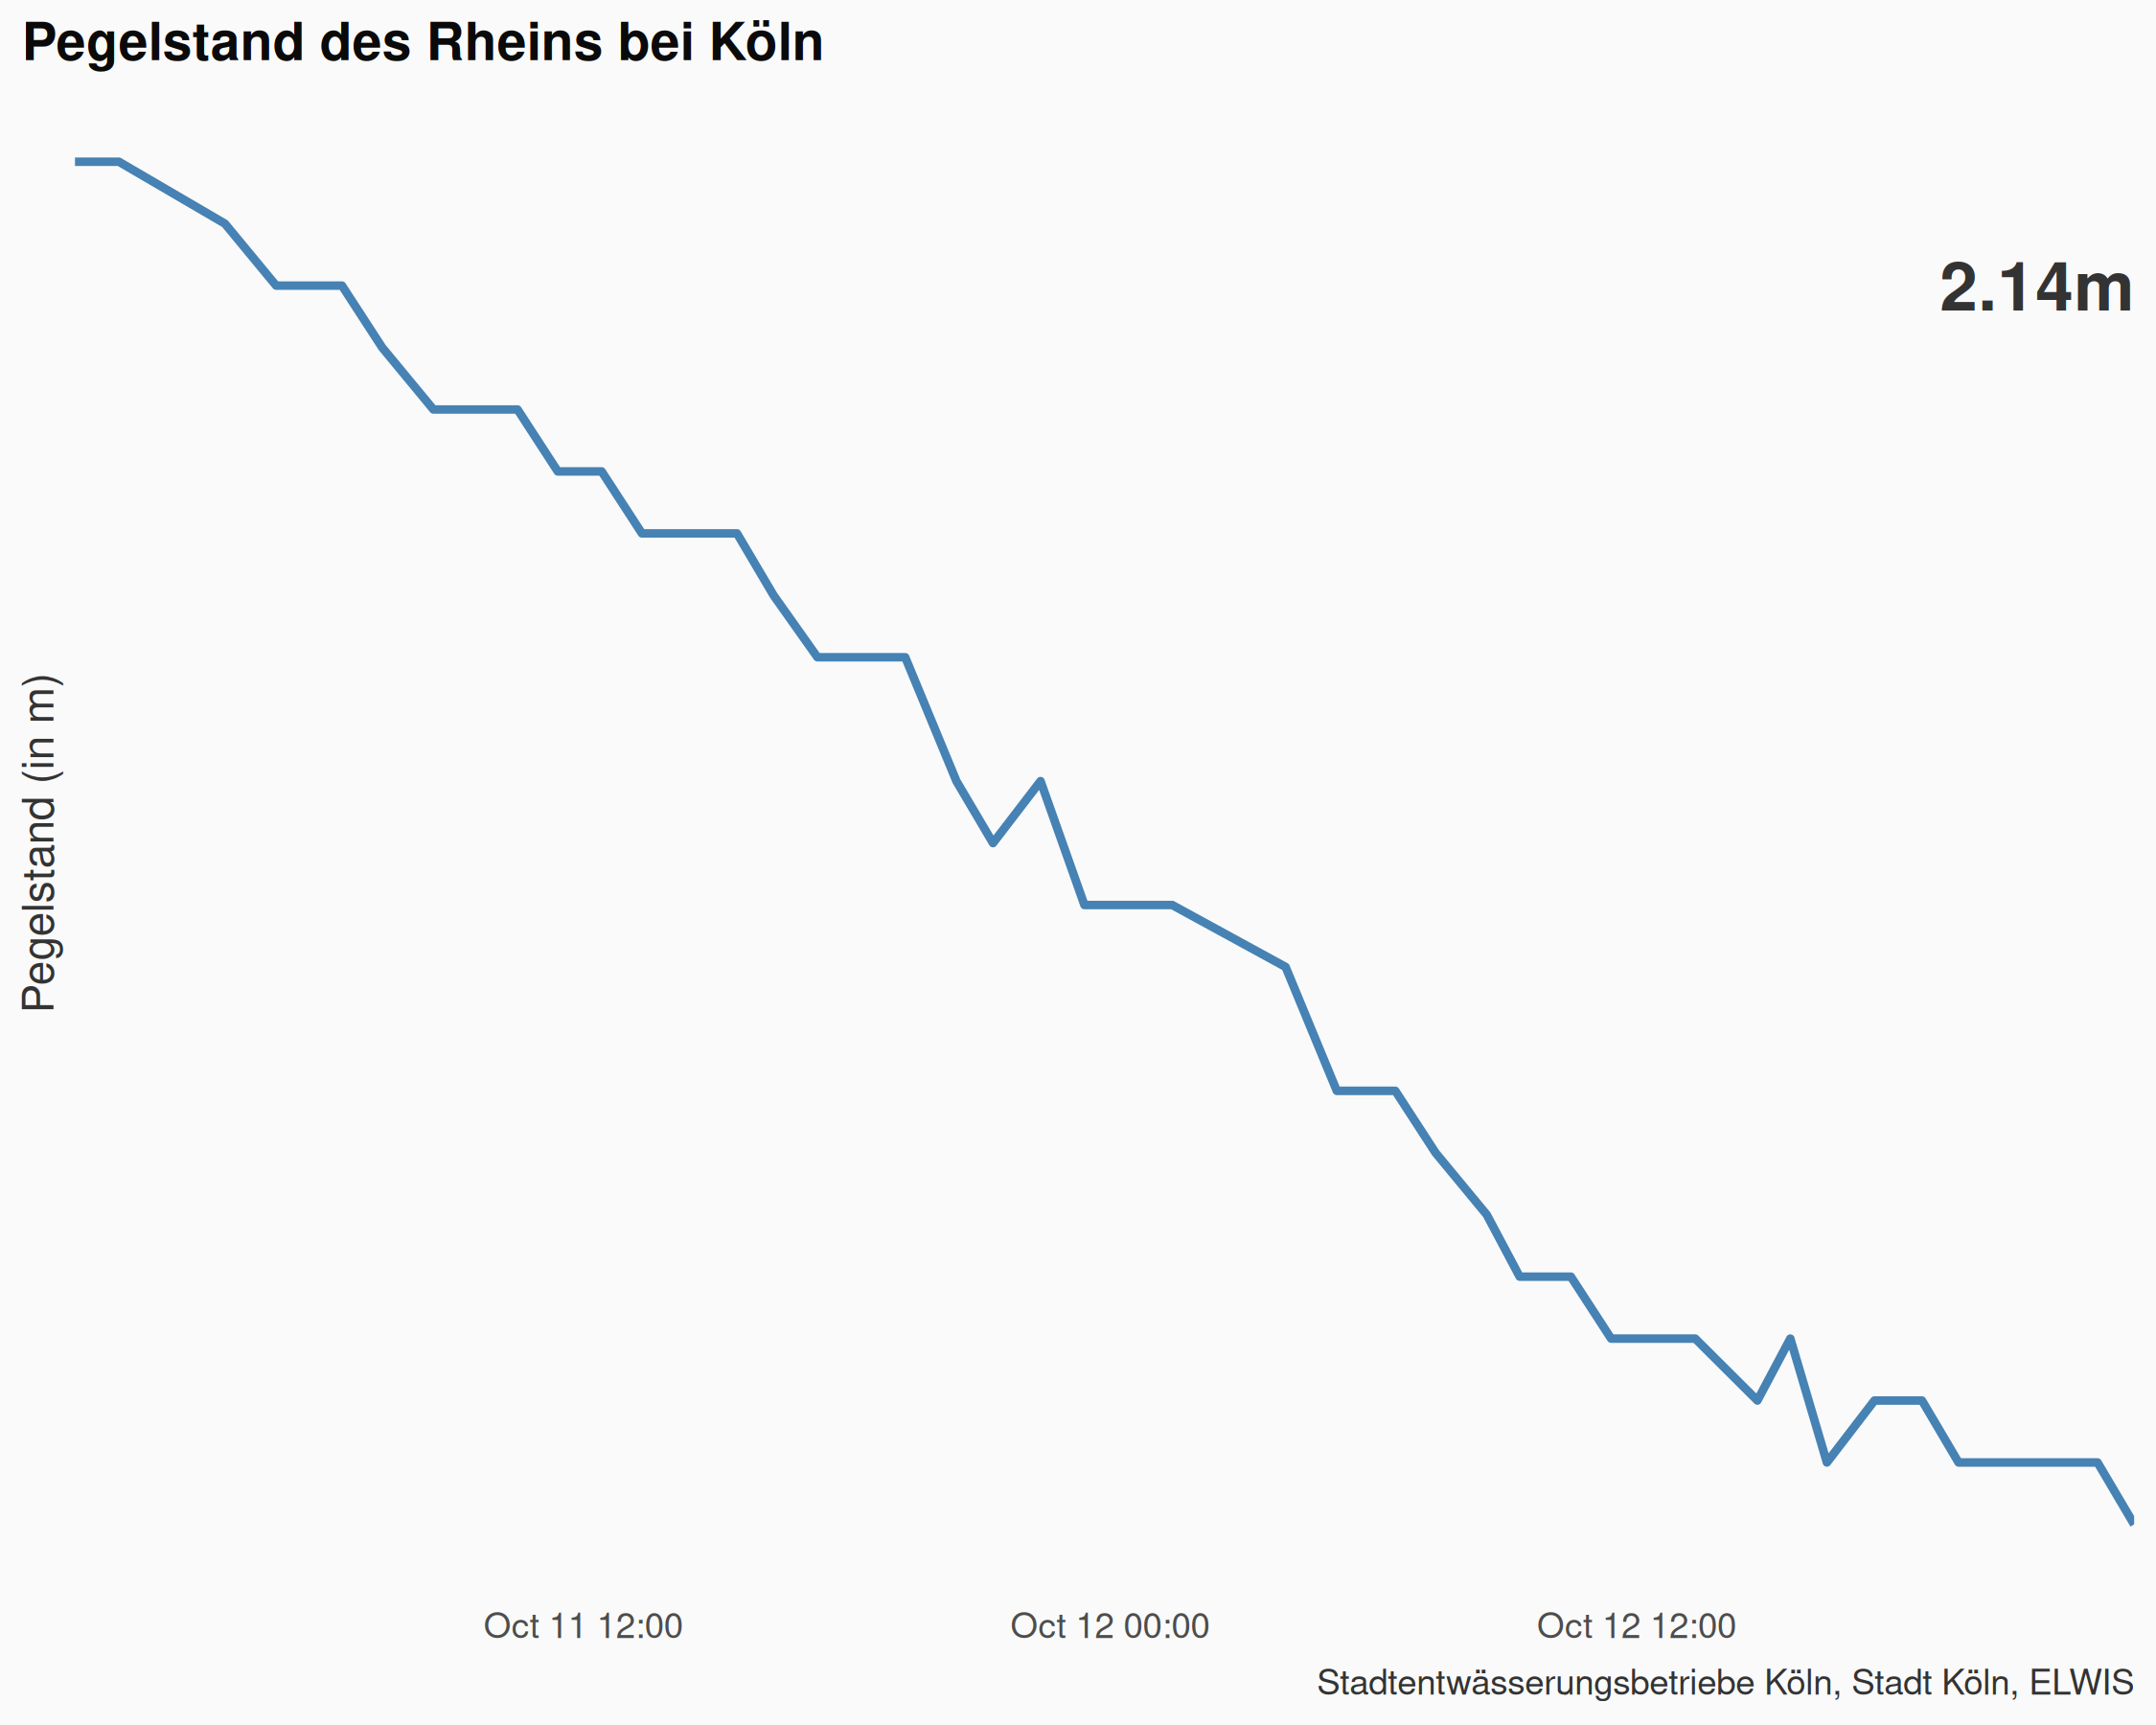 Pegelstand des Rheins bei Köln
2.14m
Pegelstand (in m)
Oct 11 12:00
Oct 12 00:00
Oct 12 12:00
Stadtentwässerungsbetriebe Köln, Stadt Köln, ELWIS